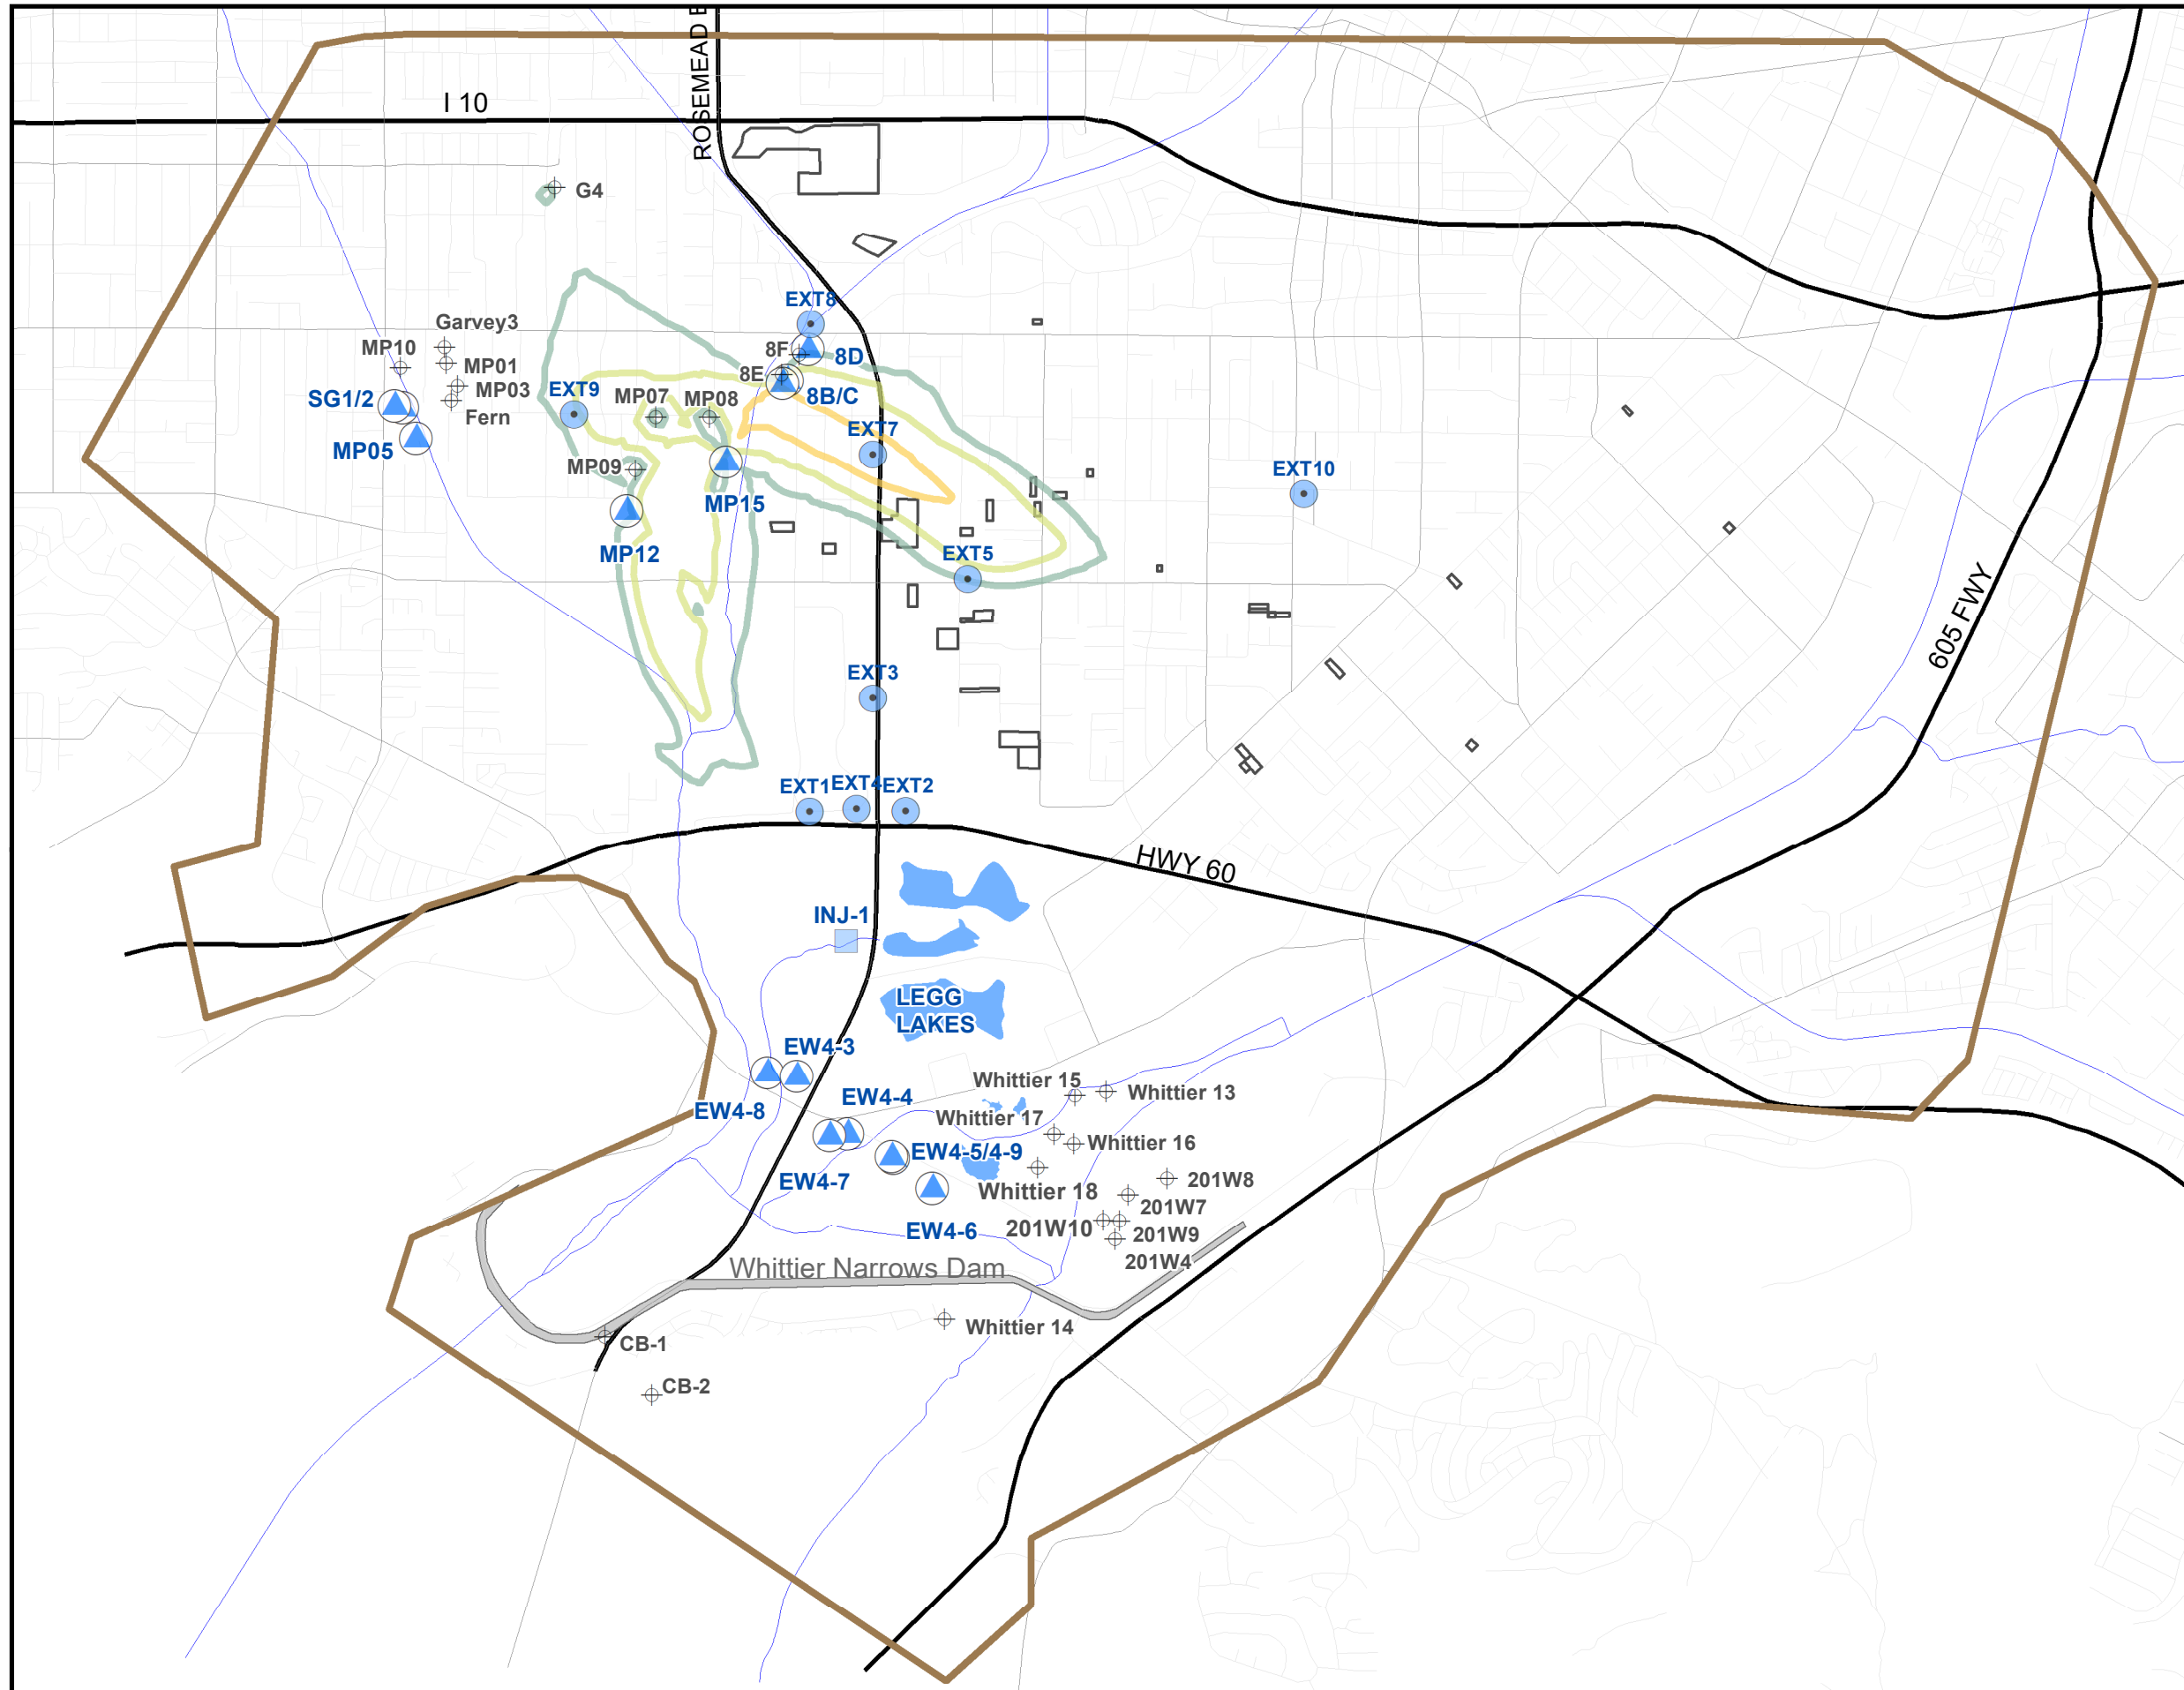 ROSEMEAD
I 10
G4
EXT8
Garvey3
MP10
8F
8D
MP01
8E
MP03
EXT9
SG1/2
MP07
MP08
8B/C
Fern
EXT7
MP05
MP09
EXT10
MP15
MP12
EXT5
605 FWY
EXT3
EXT1
EXT4
EXT2
HWY 60
INJ-1
LEGG
LAKES
EW4-3
Whittier 15
Whittier 13
EW4-4
EW4-8
Whittier 17
Whittier 16
EW4-5/4-9
EW4-7
201W8
Whittier 18
201W7
EW4-6
201W10
201W9
201W4
Whittier Narrows Dam
Whittier 14
CB-1
CB-2